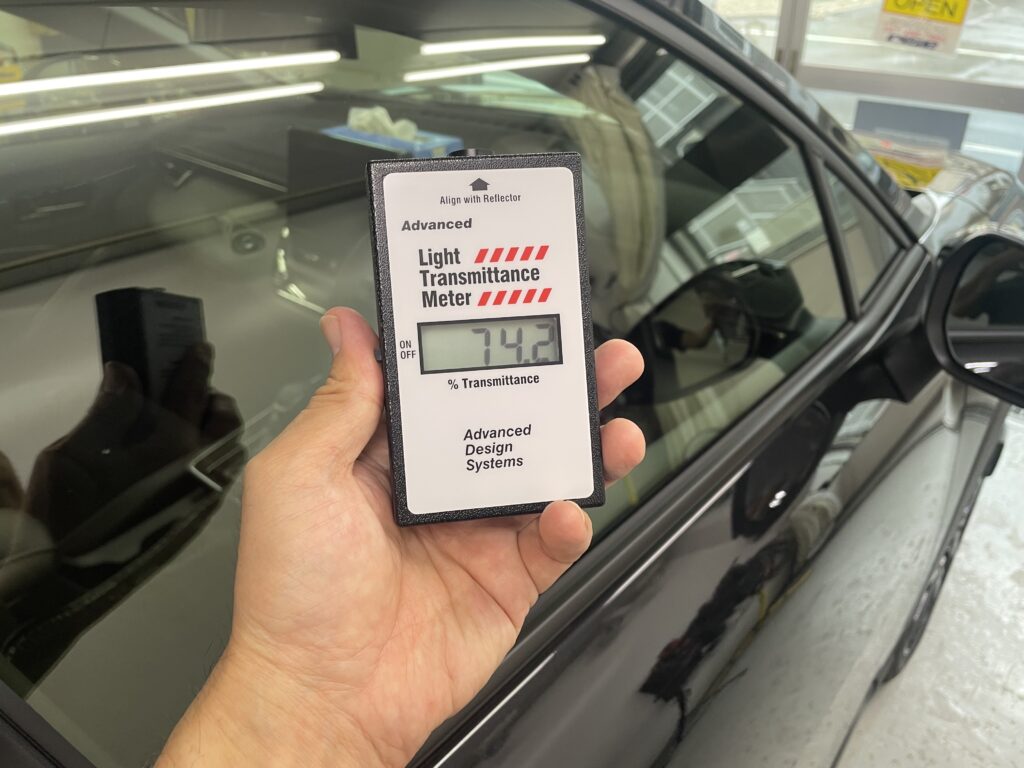 OPEN
Align with Reflector
Advanced
Light
Transmittance
Meter
ON
OFF
74.2
% Transmittance
Advanced
Design
Systems